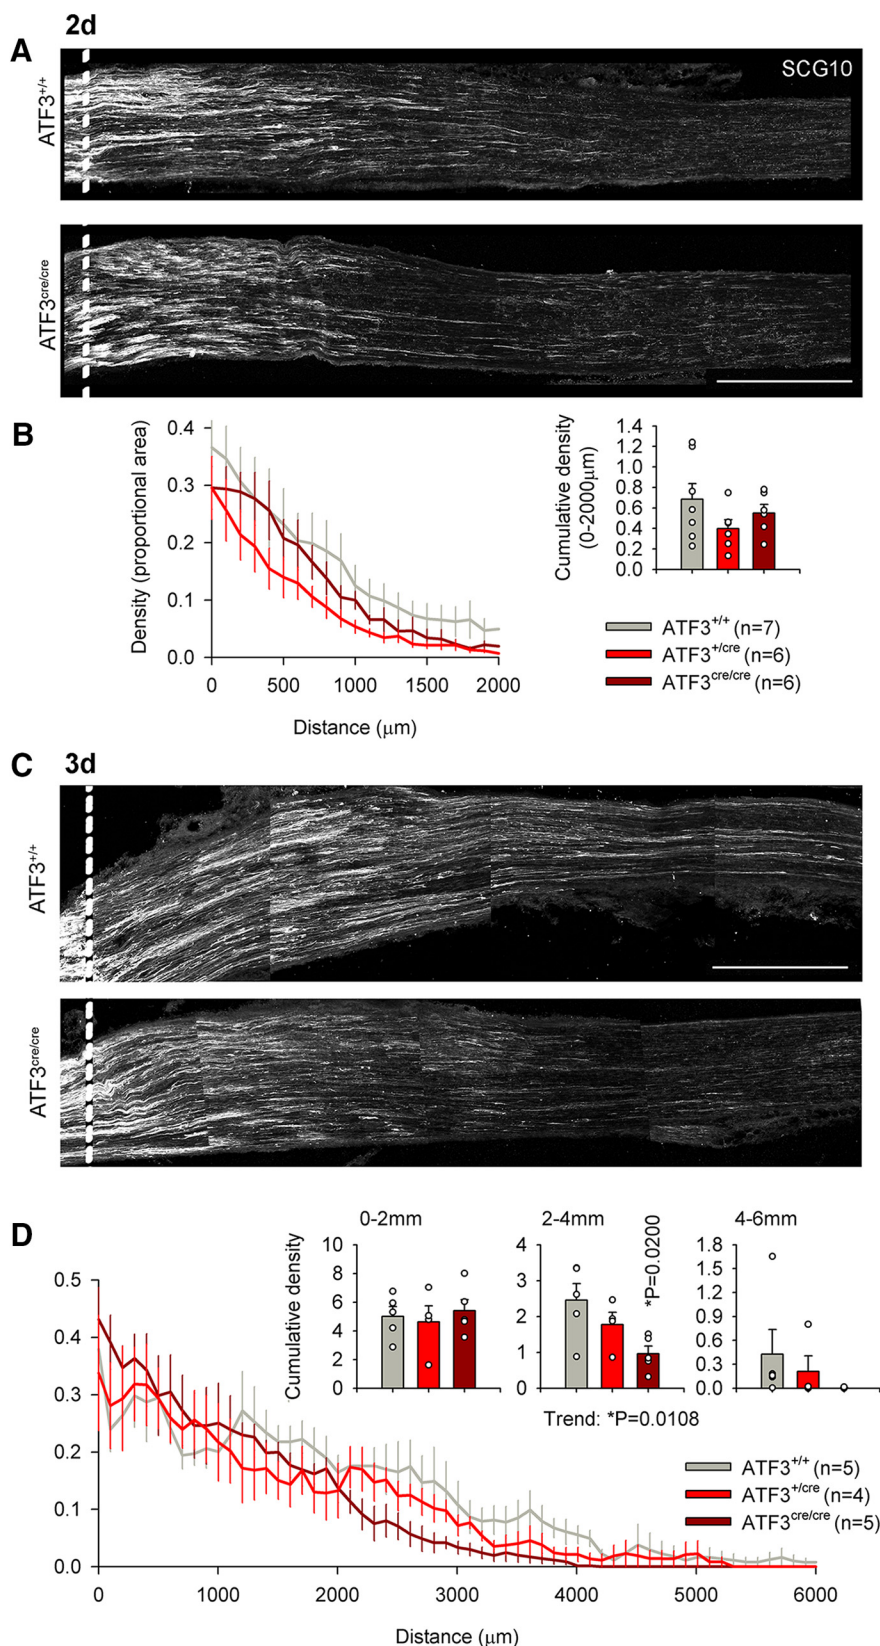 2d
A
ATF3+/+
SCG10
ATF3cre/cre
B
Density (proportional area)
0.4
0.3
0.2
0.1
0.0
0 500 1000 1500 2000
Distance (μm)
Cumulative density
(0-2000μm)
1.4
1.2
1.0
0.8
0.6
0.4
0.2
0.0
ATF3+/+ (n=7)
ATF3+/cre (n=6)
ATF3cre/cre (n=6)
C
3d
ATF3+/+
ATF3cre/cre
D
0-2mm
2-4mm
4-6mm
Cumulative density
10
8
6
4
2
0
4
3
2
1
0
*P=0.0200
1.8
1.5
1.2
0.9
0.6
0.3
0.0
Trend: *P=0.0108
0.5
0.4
0.3
0.2
0.1
0.0
ATF3+/+ (n=5)
ATF3+/cre (n=4)
ATF3cre/cre (n=5)
0 1000 2000 3000 4000 5000 6000
Distance (μm)